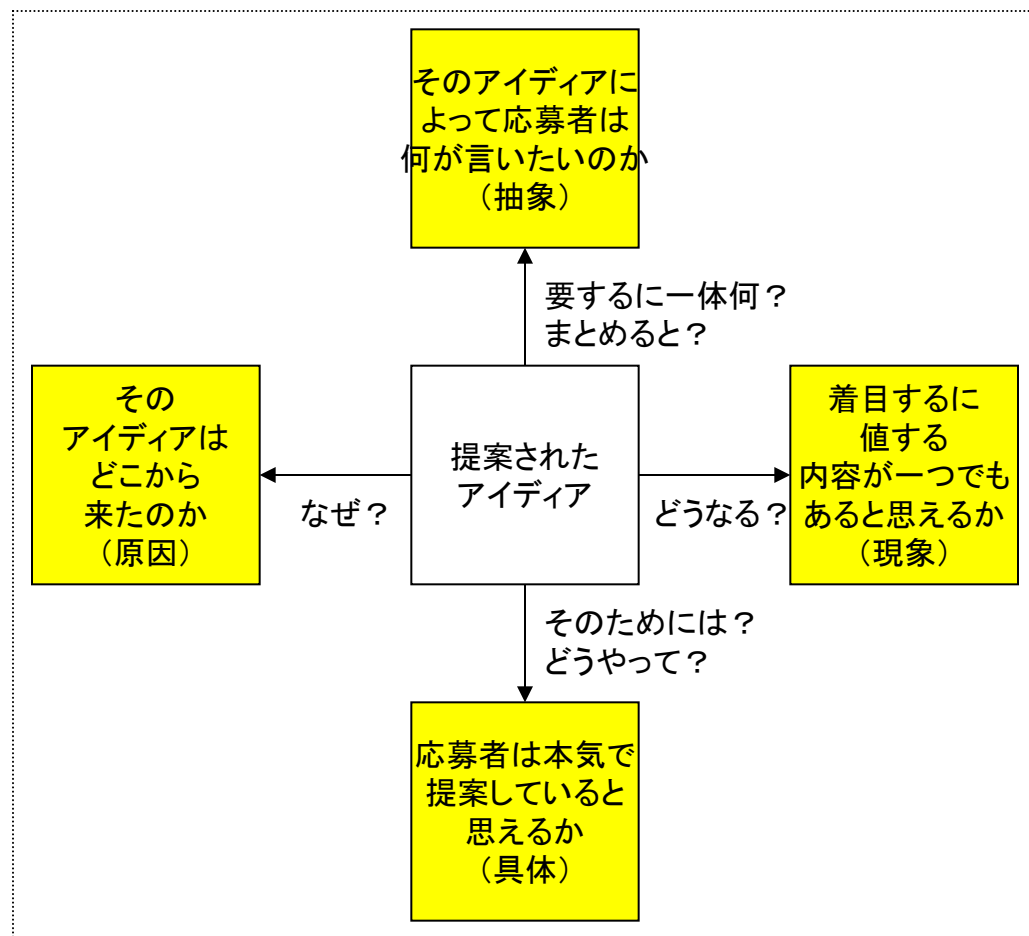 そのアイディアに
よって応募者は
何が言いたいのか
（抽象）
要するに一体何？
まとめると？
その
アイディアは
どこから
来たのか
（原因）
なぜ？
提案された
アイディア
どうなる？
着目するに
値する
内容が一つでも
あると思えるか
（現象）
そのためには？
どうやって？
応募者は本気で
提案していると
思えるか
（具体）